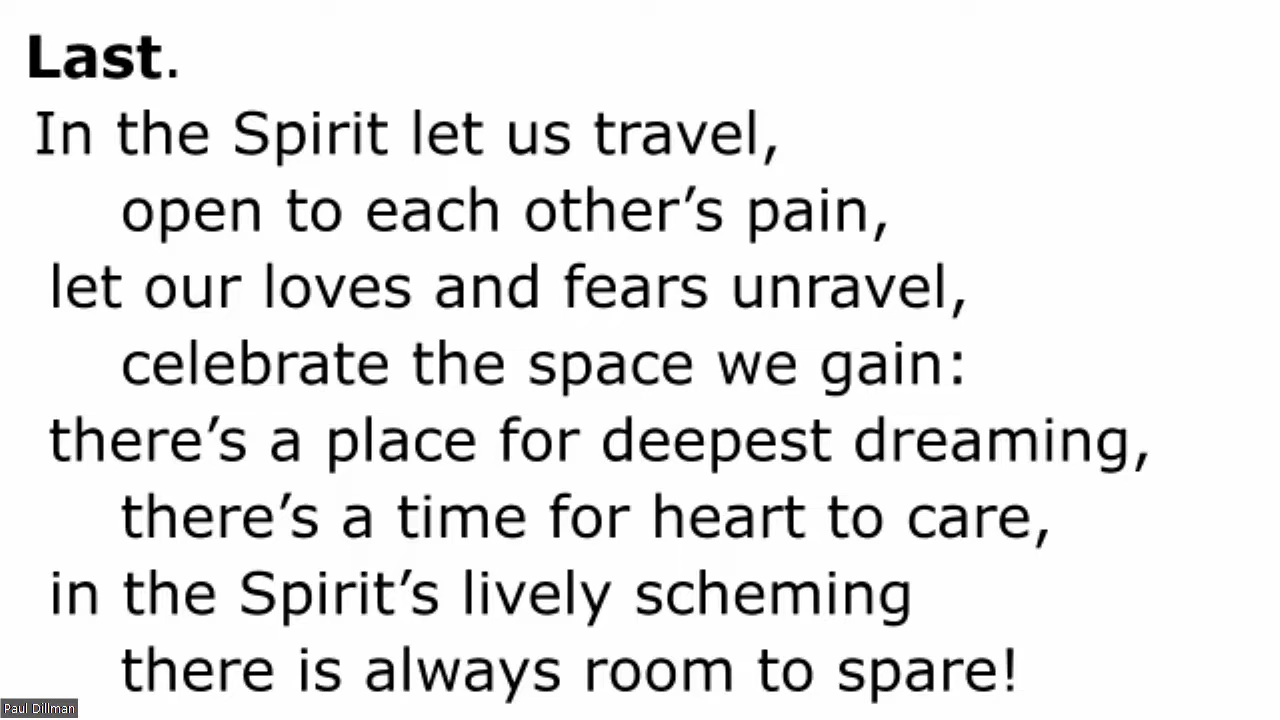 Last.
In the Spirit let us travel,
open to each other’s pain,
let our loves and fears unravel,
celebrate the space we gain:
there’s a place for deepest dreaming,
there’s a time for heart to care,
in the Spirit’s lively scheming
there is always room to spare!
Paul Dillman